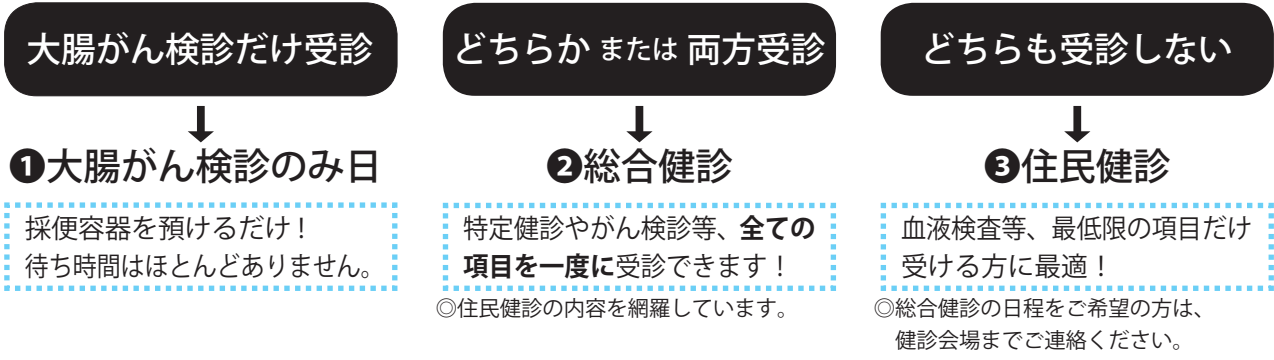 大腸がん検診だけ受診
❶大腸がん検診のみ日
採便容器を預けるだけ！
待ち時間はほとんどありません。
どちらか または 両方受診
❷総合健診
特定健診やがん検診等、全ての
項目を一度に受診できます！
◎住民健診の内容を網羅しています。
どちらも受診しない
❸住民健診
血液検査等、最低限の項目だけ
受ける方に最適！
◎総合健診の日程をご希望の方は、
健診会場までご連絡ください。